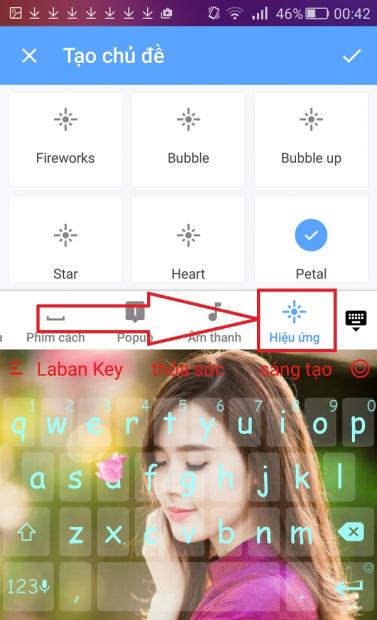 46% 00:42
Tạo chủ đề
Fireworks Bubble Bubble up
Star Heart Petal
Phím cách Popup Âm thanh Hiệu ứng
Laban Key thỏa sức sáng tạo
1 2 3 4 5 6 7 8 9 0
q w e r t y u i o p
a s d f g h j k l
z x c v b n m
123 , .